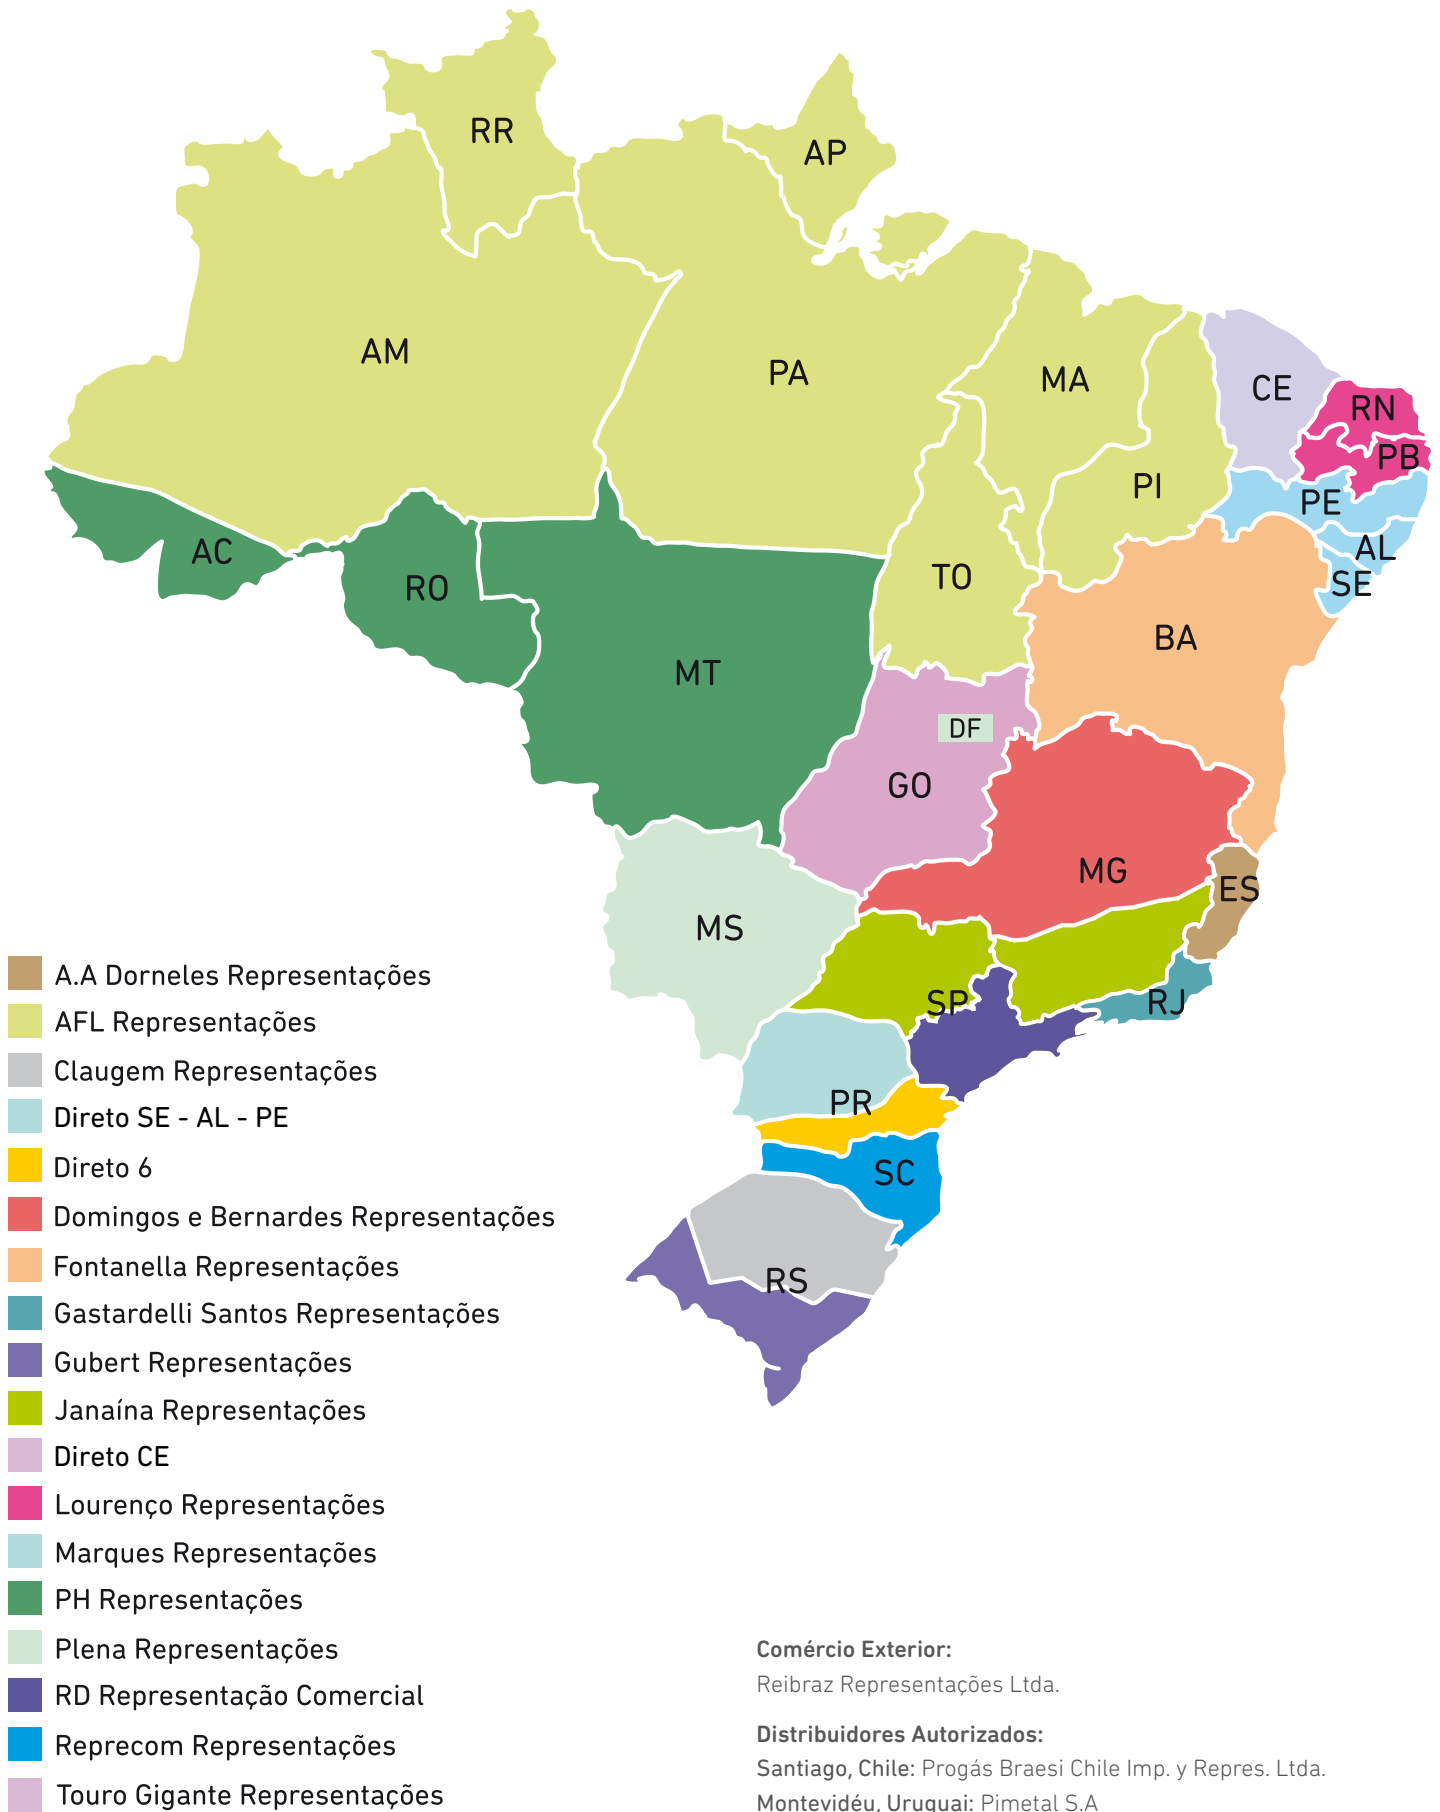 RR
AP
AM
PA
MA
CE
RN
PB
PI
PE
AC
AL
RO
TO
SE
BA
MT
DF
GO
MG
ES
MS
SP
RJ
PR
SC
RS
A.A Dorneles Representações
AFL Representações
Claugem Representações
Direto SE - AL - PE
Direto 6
Domingos e Bernardes Representações
Fontanella Representações
Gastardelli Santos Representações
Gubert Representações
Janaína Representações
Direto CE
Lourenço Representações
Marques Representações
PH Representações
Plena Representações
RD Representação Comercial
Reprecom Representações
Touro Gigante Representações
Comércio Exterior:
Reibraz Representações Ltda.
Distribuidores Autorizados:
Santiago, Chile: Progás Braesi Chile Imp. y Repres. Ltda.
Montevidéu, Uruguai: Pimetal S.A